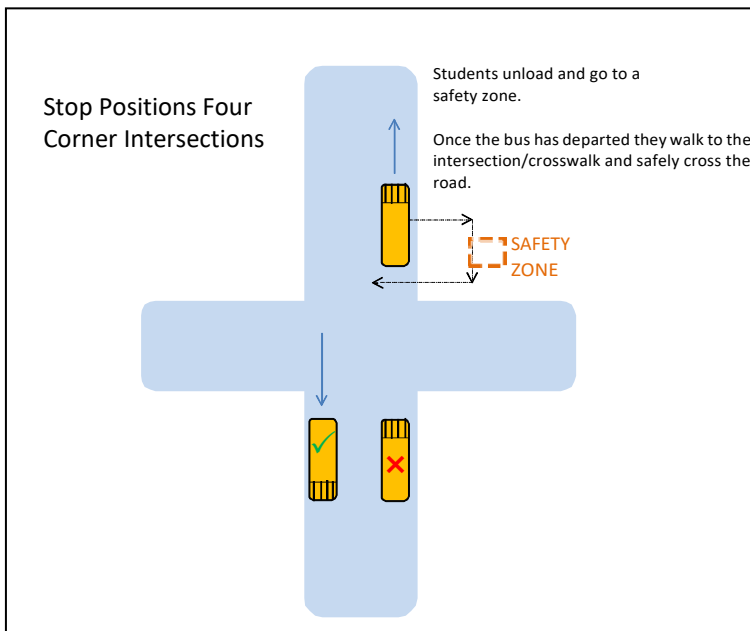 Stop Positions Four
Corner Intersections
Students unload and go to a
safety zone.
Once the bus has departed they walk to the
intersection/crosswalk and safely cross the
road.
SAFETY
ZONE